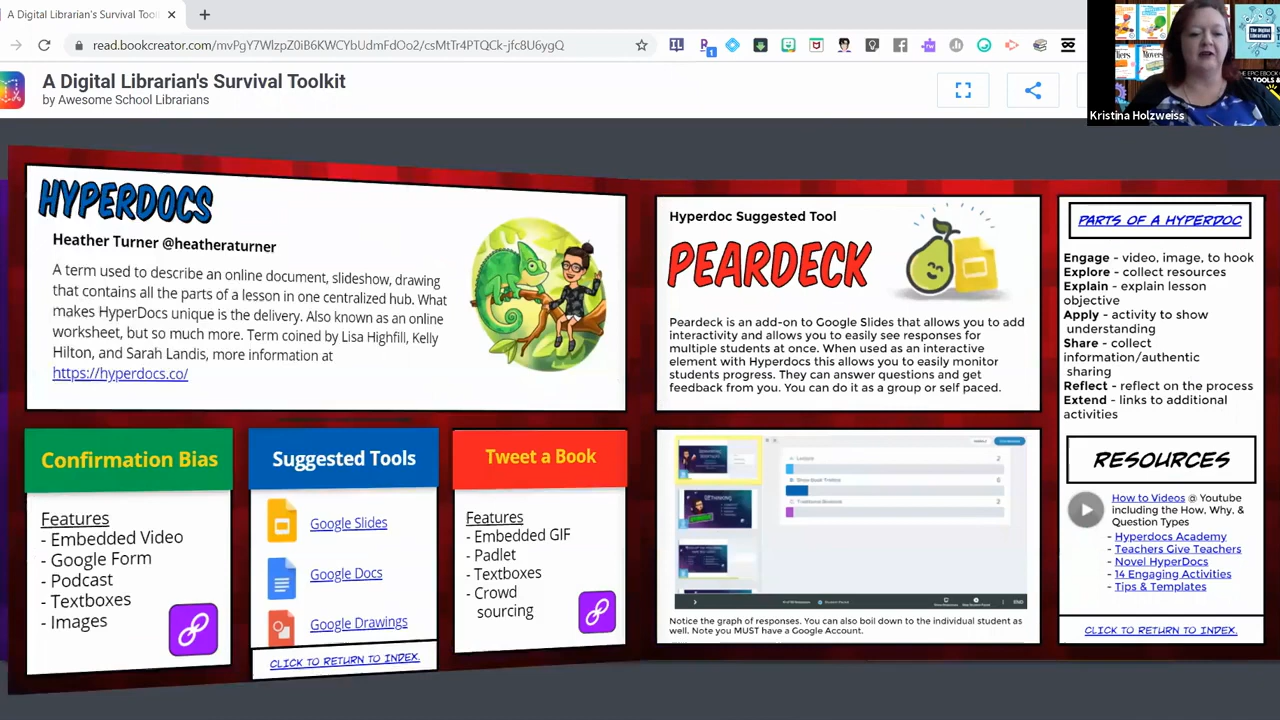 A Digital Librarian's Survival Tool
read.bookcreator.com/
A Digital Librarian's Survival Toolkit
by Awesome School Librarians
Kristina Holzweiss
HYPERDOCS
Heather Turner @heatheraturner
A term used to describe an online document, slideshow, drawing
that contains all the parts of a lesson in one centralized hub. What
makes HyperDocs unique is the delivery. Also known as an online
worksheet, but so much more. Term coined by Lisa Highfill, Kelly
Hilton, and Sarah Landis, more information at
https://hyperdocs.co/
Confirmation Bias
Features
- Embedded Video
- Google Form
- Podcast
- Textboxes
- Images
Suggested Tools
Google Slides
Google Docs
Google Drawings
CLICK TO RETURN TO INDEX.
Tweet a Book
Features
- Embedded GIF
- Padlet
- Textboxes
- Crowd
sourcing
Hyperdoc Suggested Tool
PEARDECK
Peardeck is an add-on to Google Slides that allows you to add
interactivity and allows you to easily see responses for
multiple students at once. When used as an interactive
element with Hyperdocs this allows you to easily monitor
students progress. They can answer questions and get
feedback from you. You can do it as a group or self paced.
Notice the graph of responses. You can also boil down to the individual student as
well. Note you MUST have a Google Account.
PARTS OF A HYPERDOC
Engage - video, image, to hook
Explore - collect resources
Explain - explain lesson
objective
Apply - activity to show
understanding
Share - collect
information/authentic
sharing
Reflect - reflect on the process
Extend - links to additional
activities
RESOURCES
How to Videos @ Youtube
including the How, Why, &
Question Types
- Hyperdocs Academy
- Teachers Give Teachers
- Novel HyperDocs
- 14 Engaging Activities
- Tips & Templates
CLICK TO RETURN TO INDEX.